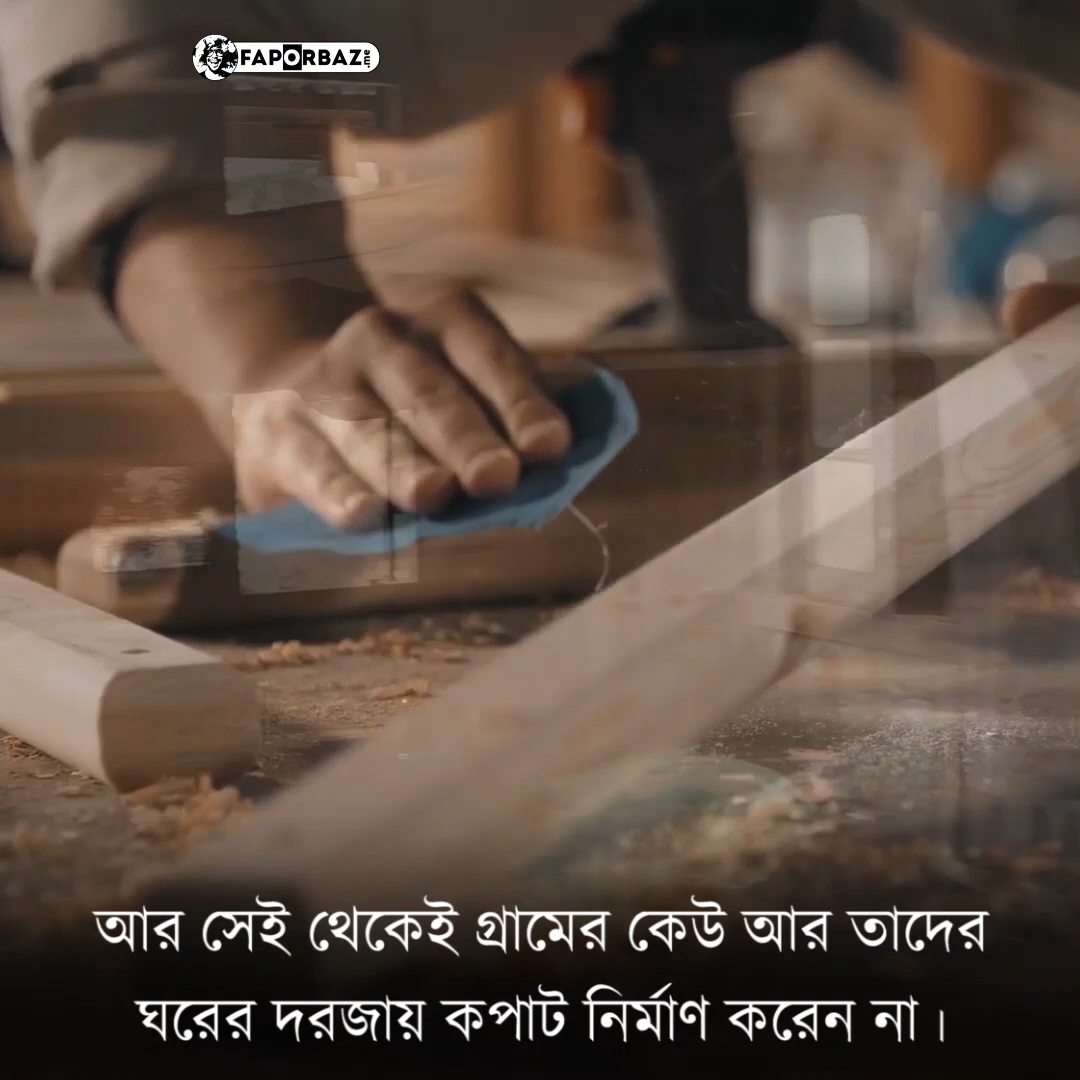 FAPORBAZ
আর সেই থেকেই গ্রামের কেউ আর তাদের
ঘরের দরজায় কপাট নির্মাণ করেন না।